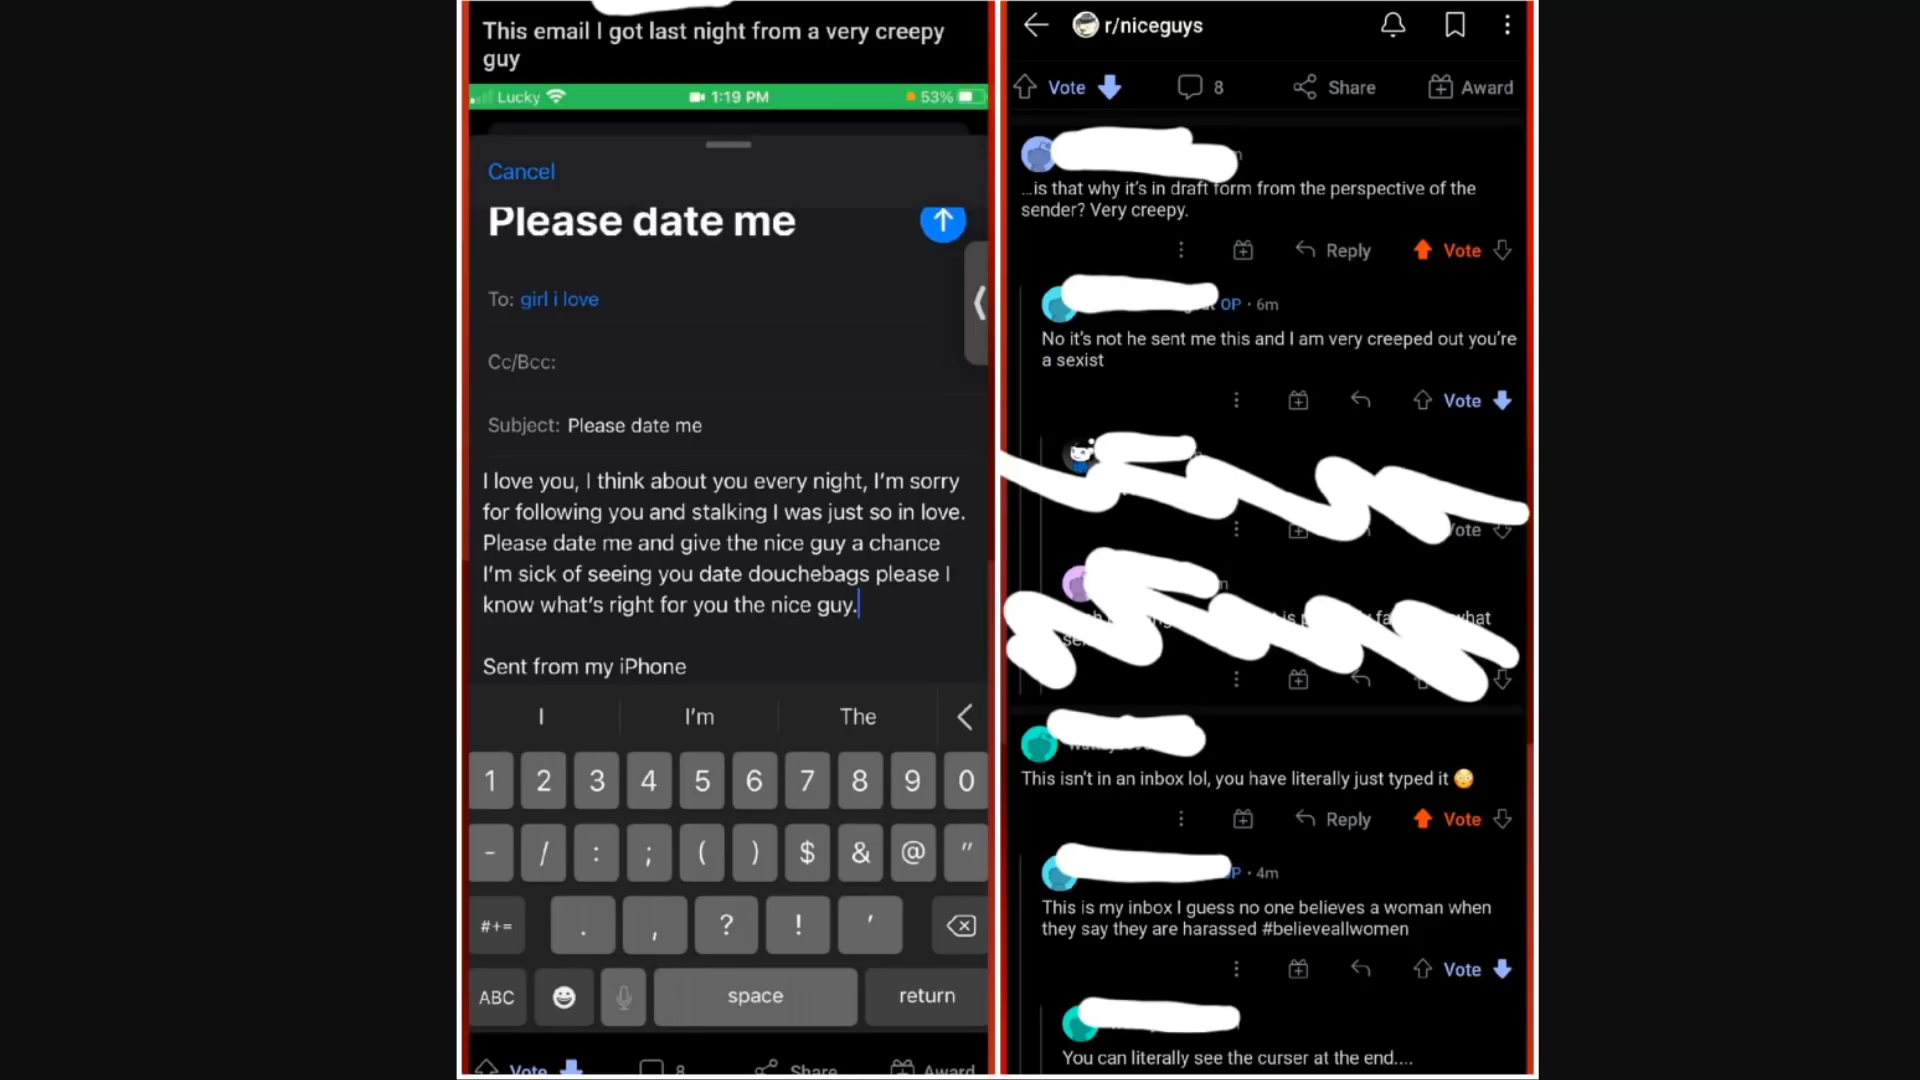 This email I got last night from a very creepy
guy
Lucky
1:19 PM
53%
Cancel
Please date me
To: girl i love
Cc/Bcc:
Subject: Please date me
I love you, I think about you every night, I'm sorry
for following you and stalking I was just so in love.
Please date me and give the nice guy a chance
I'm sick of seeing you date douchebags please I
know what's right for you the nice guy.
Sent from my iPhone
I I'm The
1 2 3 4 5 6 7 8 9 0
- / : ; ( ) $ & @ "
#+= . , ? ! '
ABC space return
Vote 8 Share Award
r/niceguys
Vote 8 Share Award
...is that why it's in draft form from the perspective of the
sender? Very creepy.
Reply Vote
OP · 6m
No it's not he sent me this and I am very creeped out you're
a sexist
Vote
Vote
is
what
This isn't in an inbox lol, you have literally just typed it 😳
Reply Vote
4m
This is my inbox I guess no one believes a woman when
they say they are harassed #believeallwomen
Vote
You can literally see the curser at the end....